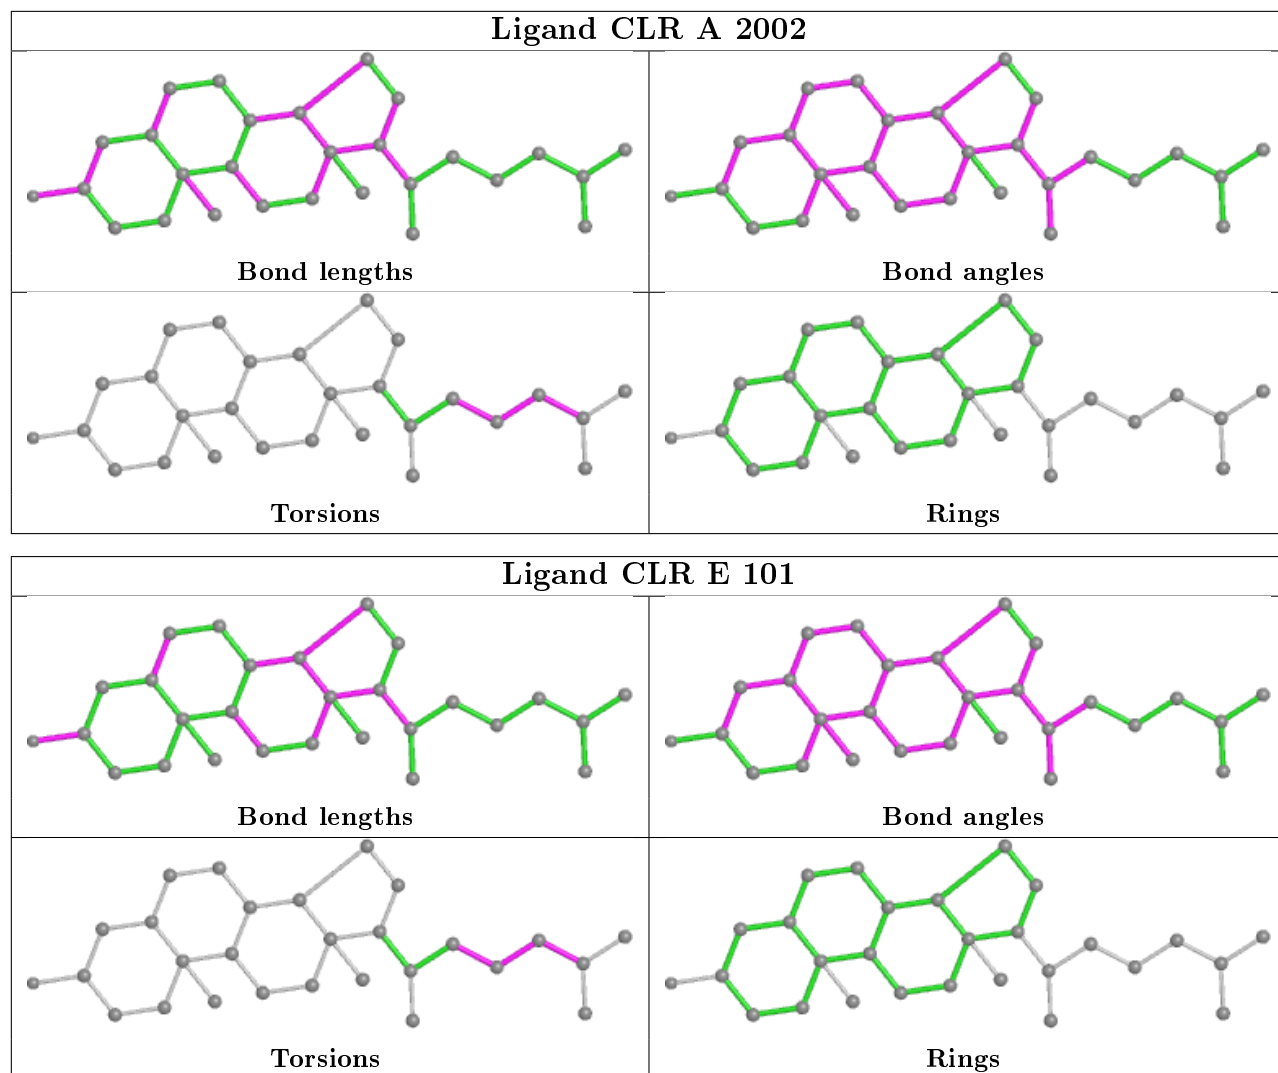 Ligand CLR A 2002
Bond lengths
Bond angles
Torsions
Rings
Ligand CLR E 101
Bond lengths
Bond angles
Torsions
Rings